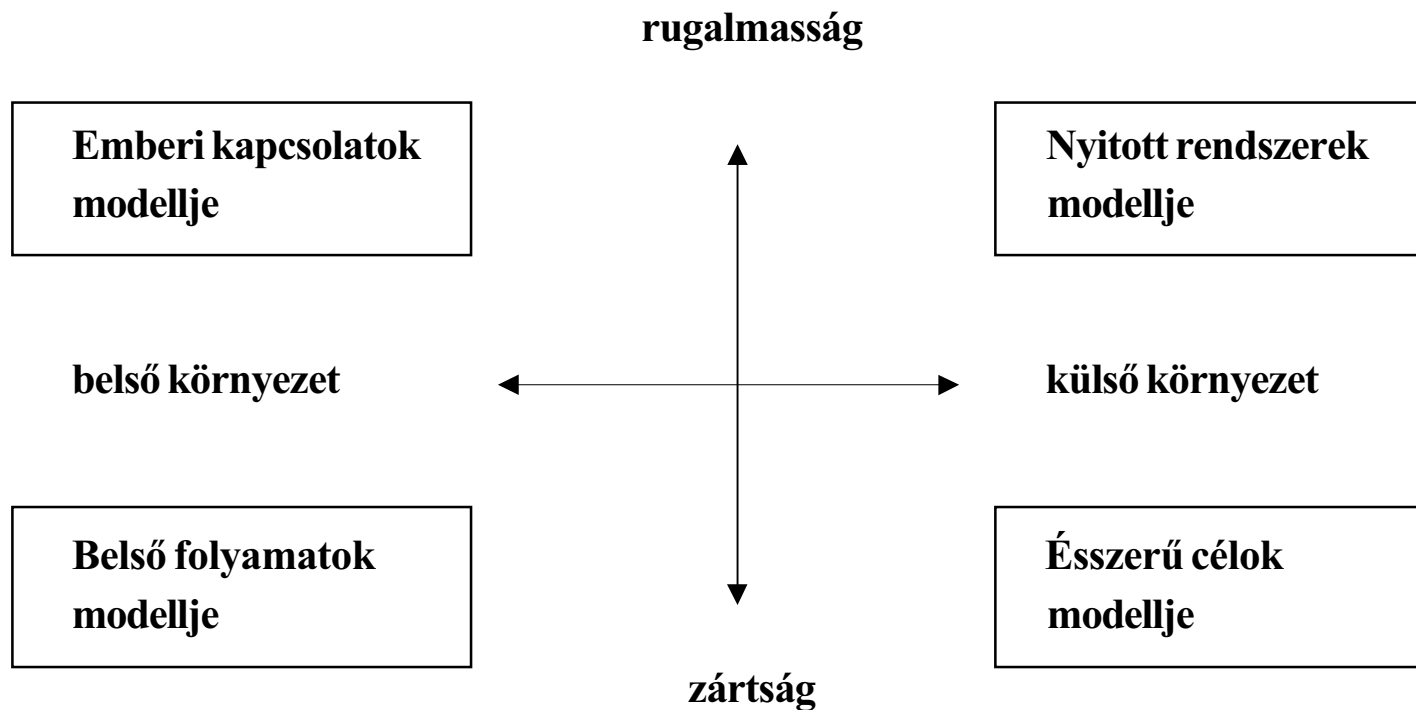 rugalmasság
Emberi kapcsolatok
modellje
Nyitott rendszerek
modellje
belső környezet
külső környezet
Belső folyamatok
modellje
Ésszerű célok
modellje
zártság